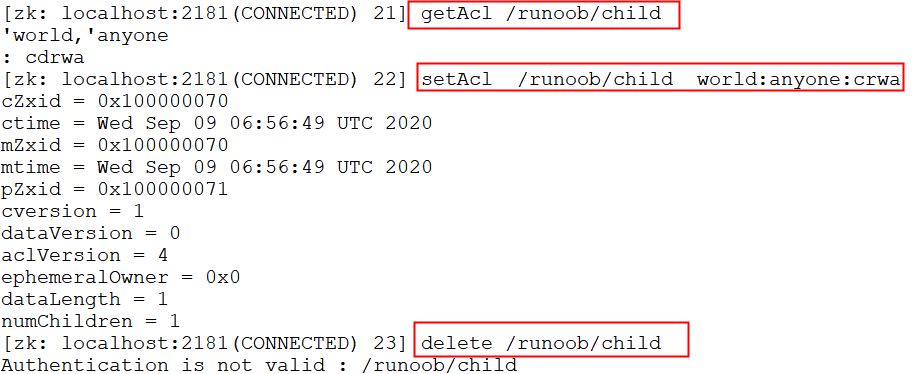 [zk: localhost:2181(CONNECTED) 21] getAcl /runoob/child
'world,'anyone
: cdrwa
[zk: localhost:2181(CONNECTED) 22] setAcl  /runoob/child  world:anyone:crwa
cZxid = 0x100000070
ctime = Wed Sep 09 06:56:49 UTC 2020
mZxid = 0x100000070
mtime = Wed Sep 09 06:56:49 UTC 2020
pZxid = 0x100000071
cversion = 1
dataVersion = 0
aclVersion = 4
ephemeralOwner = 0x0
dataLength = 1
numChildren = 1
[zk: localhost:2181(CONNECTED) 23] delete /runoob/child
Authentication is not valid : /runoob/child